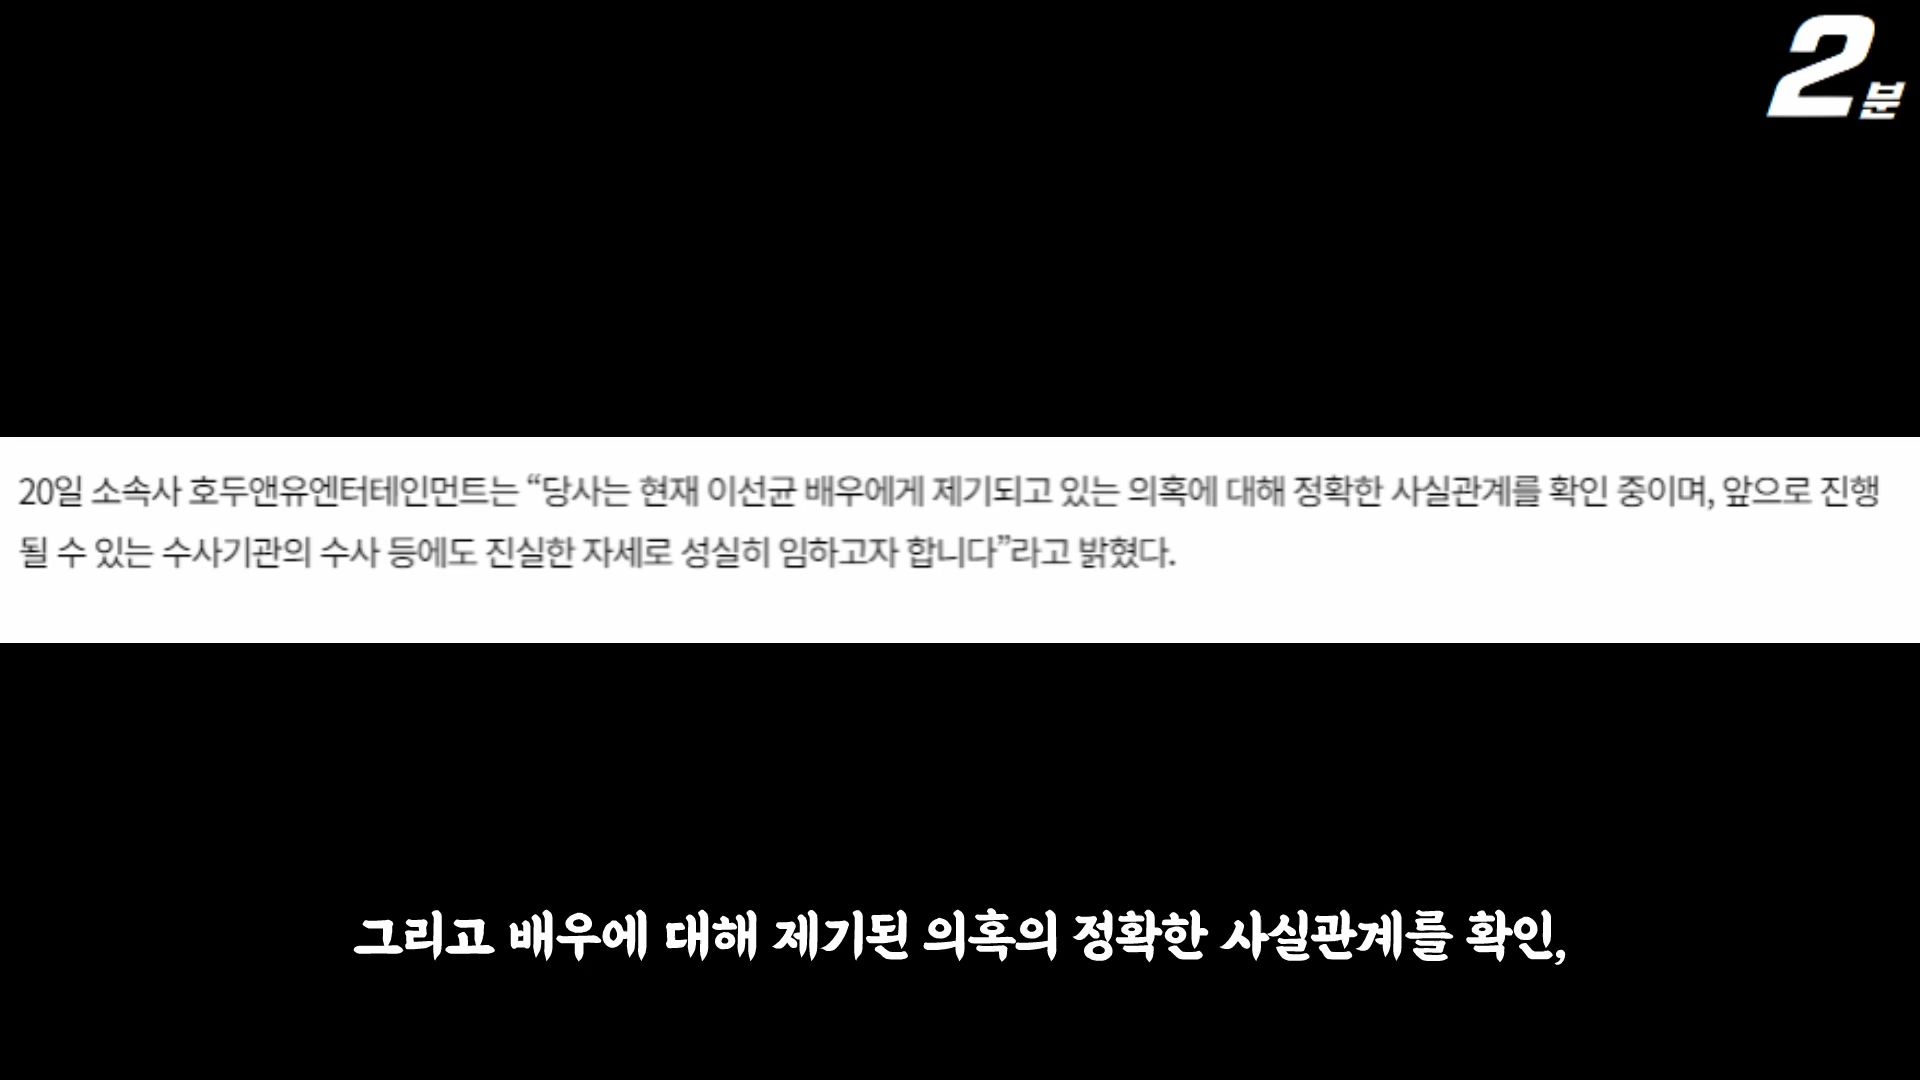 2분
20일 소속사 호두앤유엔터테인먼트는 “당사는 현재 이선균 배우에게 제기되고 있는 의혹에 대해 정확한 사실관계를 확인 중이며, 앞으로 진행
될 수 있는 수사기관의 수사 등에도 진실한 자세로 성실히 임하고자 합니다”라고 밝혔다.
그리고 배우에 대해 제기된 의혹의 정확한 사실관계를 확인,